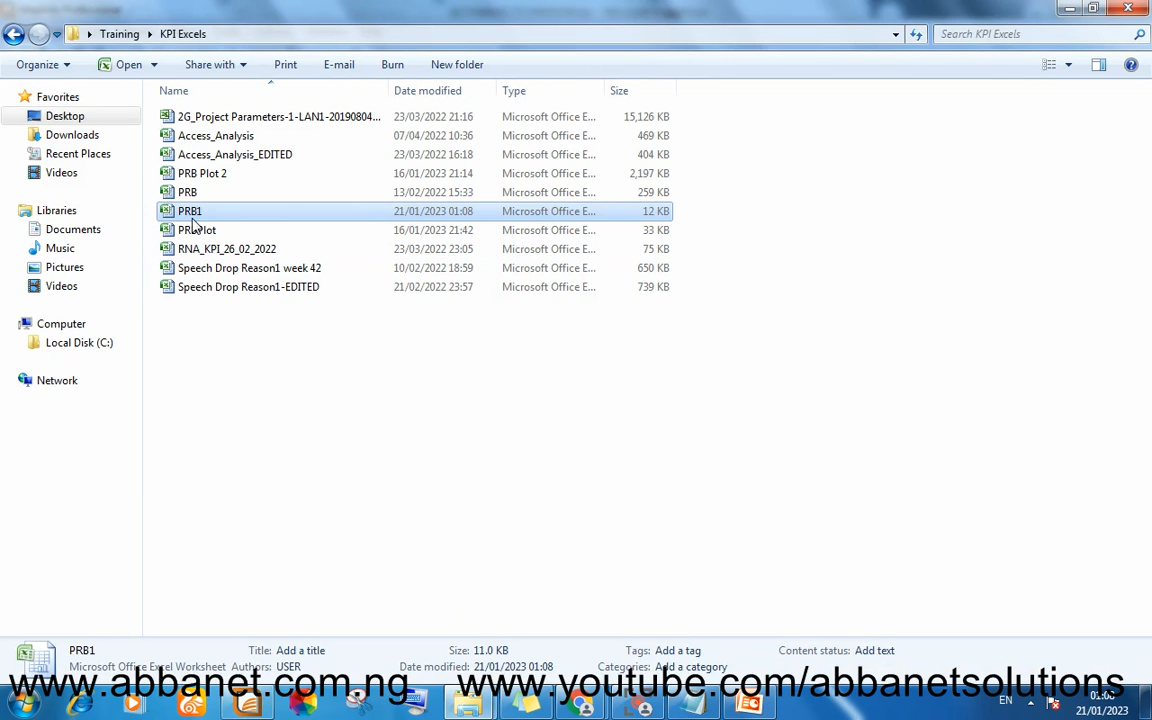 Training ▸ KPI Excels
Search KPI Excels
Organize Open Share with Print E-mail Burn New folder
Name Date modified Type Size
Favorites
Desktop
Downloads
Recent Places
Videos
Libraries
Documents
Music
Pictures
Videos
Computer
Local Disk (C:)
Network
2G_Project Parameters-1-LAN1-20190804... 23/03/2022 21:16 Microsoft Office E... 15,126 KB
Access_Analysis 07/04/2022 10:36 Microsoft Office E... 469 KB
Access_Analysis_EDITED 23/03/2022 16:18 Microsoft Office E... 404 KB
PRB Plot 2 16/01/2023 21:14 Microsoft Office E... 2,197 KB
PRB 13/02/2022 15:33 Microsoft Office E... 259 KB
PRB1 21/01/2023 01:08 Microsoft Office E... 12 KB
16/01/2023 21:42 Microsoft Office E... 33 KB
RNA_KPI_26_02_2022 23/03/2022 23:05 Microsoft Office E... 75 KB
Speech Drop Reason1 week 42 10/02/2022 18:59 Microsoft Office E... 650 KB
Speech Drop Reason1-EDITED 21/02/2022 23:57 Microsoft Office E... 739 KB
PRB1 Title: Add a title Size: 11.0 KB Tags: Add a tag Content status: Add text
Microsoft Office Excel Worksheet Authors: USER Date modified: 21/01/2023 01:08 Categories: Add a category
www.abbanet.com.ng www.youtube.com/abbanetsolutions
EN
21/01/2023